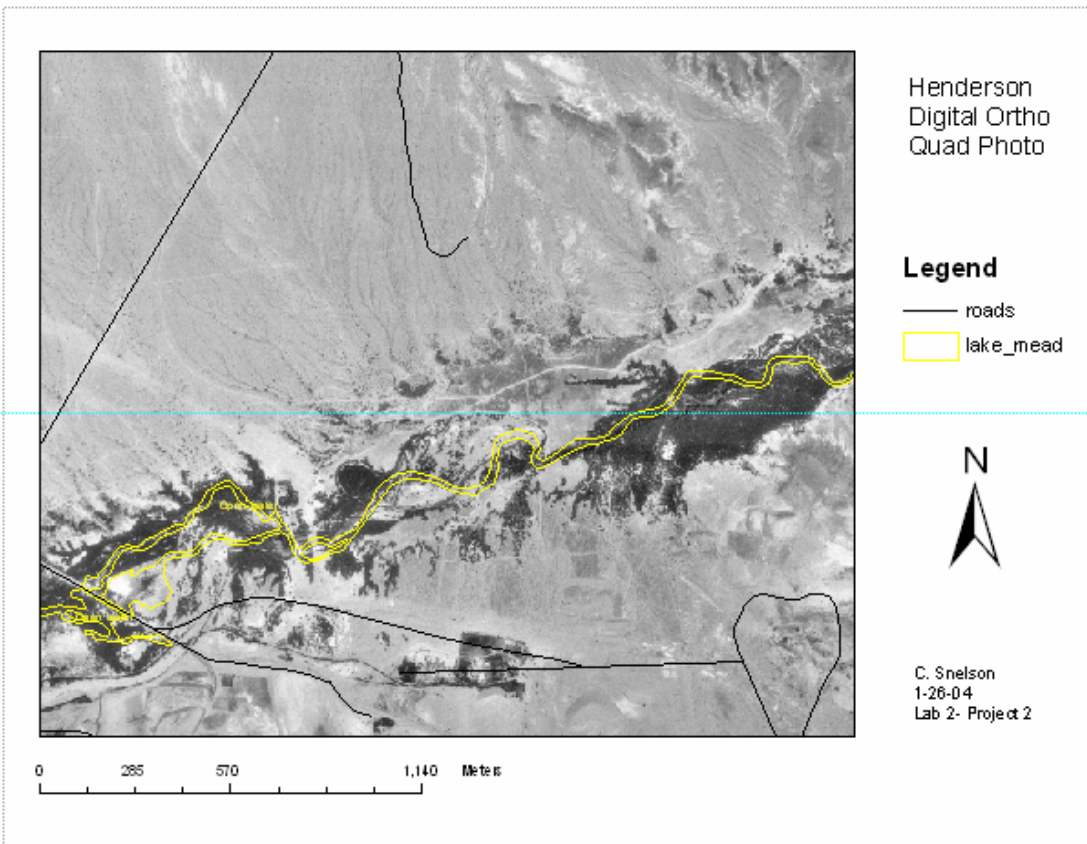 Henderson
Digital Ortho
Quad Photo
Legend
roads
lake_mead
N
C. Snelson
1-26-04
Lab 2- Project 2
0 285 570 1,140 Meters